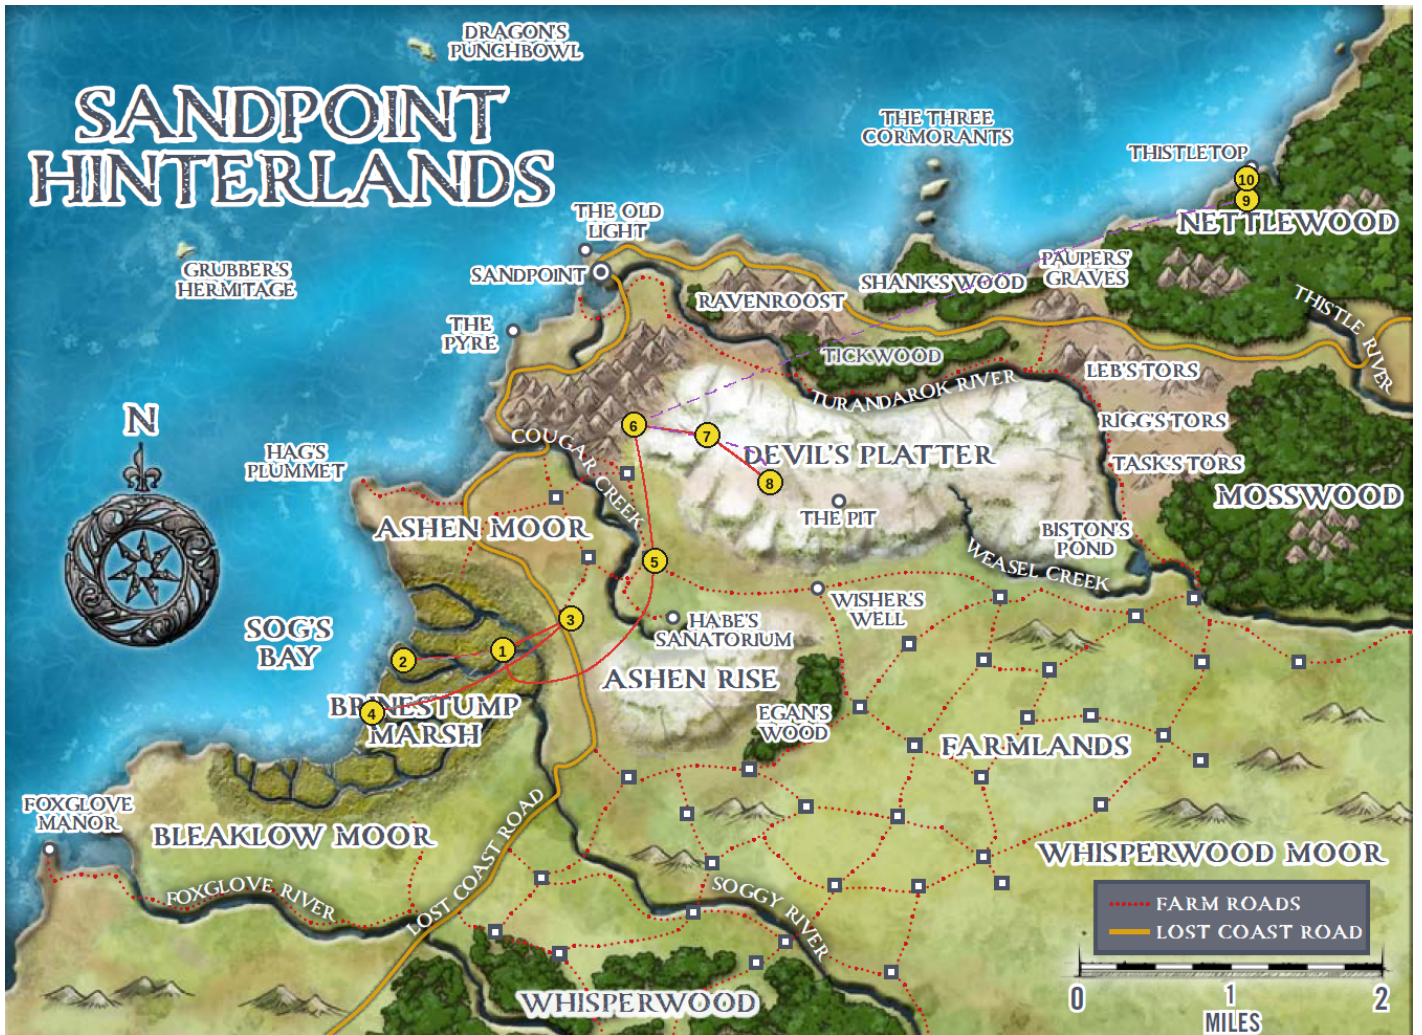 DRAGON'S
PUNCHBOWL
SANDPOINT
HINTERLANDS
THE THREE
CORMORANTS
THISTLETOP
10
9
NETTLEWOOD
THE OLD
LIGHT
SANDPOINT
GRUBBER'S
HERMITAGE
PAUPERS'
GRAVES
SHANK'S WOOD
RAVENROOST
THISTLE RIVER
THE
PYRE
TICKWOOD
LEB'S TORS
TURANDAROK RIVER
N
6
7
RIGG'S TORS
COUGAR CREEK
DEVIL'S PLATTER
HAG'S
PLUMMET
TASK'S TORS
8
MOSSWOOD
THE PIT
ASHEN MOOR
BISTON'S
POND
5
WEASEL CREEK
WISHER'S
WELL
3
HABE'S
SANATORIUM
SOG'S
BAY
1
2
ASHEN RISE
4
BRINESTUMP
MARSH
EGAN'S
WOOD
FARMLANDS
FOXGLOVE
MANOR
BLEAKLOW MOOR
LOST COAST ROAD
WHISPERWOOD MOOR
FOXGLOVE RIVER
SOGGY RIVER
FARM ROADS
LOST COAST ROAD
WHISPERWOOD
0
1
2
MILES